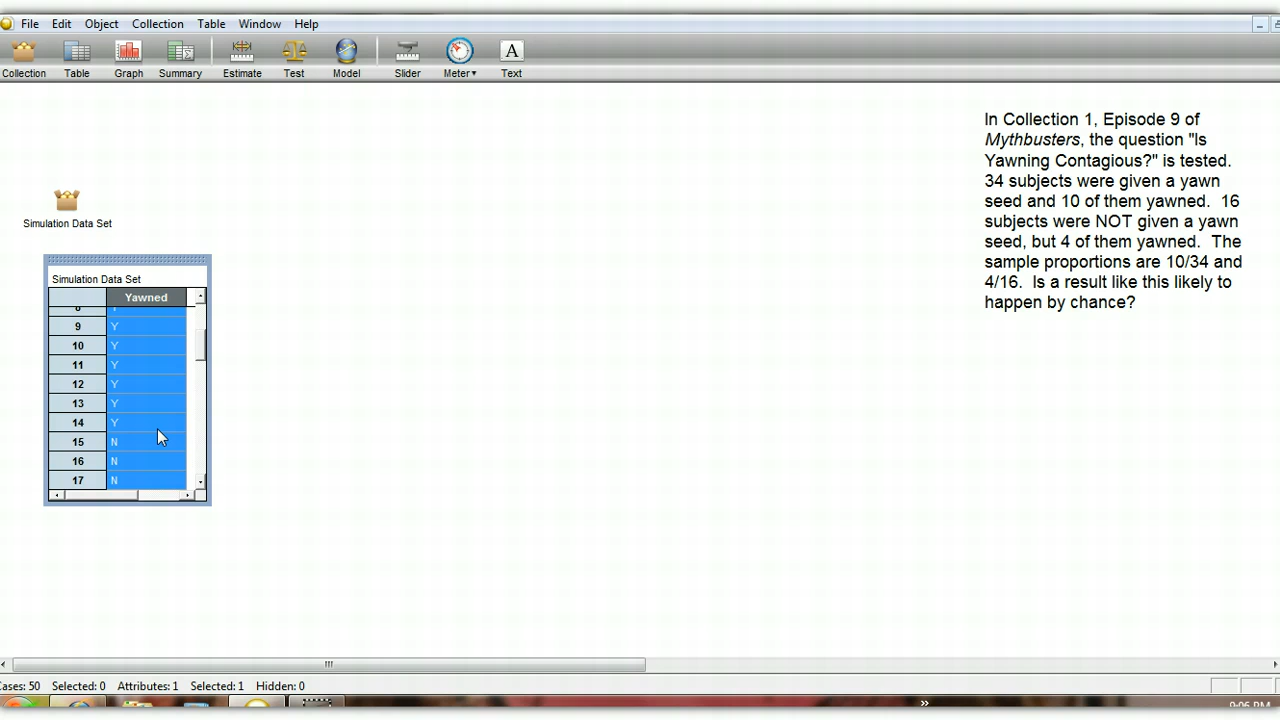 File Edit Object Collection Table Window Help
Collection Table Graph Summary Estimate Test Model Slider Meter Text
A
In Collection 1, Episode 9 of
Mythbusters, the question "Is
Yawning Contagious?" is tested.
34 subjects were given a yawn
seed and 10 of them yawned. 16
subjects were NOT given a yawn
seed, but 4 of them yawned. The
sample proportions are 10/34 and
4/16. Is a result like this likely to
happen by chance?
Simulation Data Set
Simulation Data Set
Yawned
8 Y
9 Y
10 Y
11 Y
12 Y
13 Y
14 Y
15 N
16 N
17 N
ases: 50 Selected: 0 Attributes: 1 Selected: 1 Hidden: 0
9:06 PM